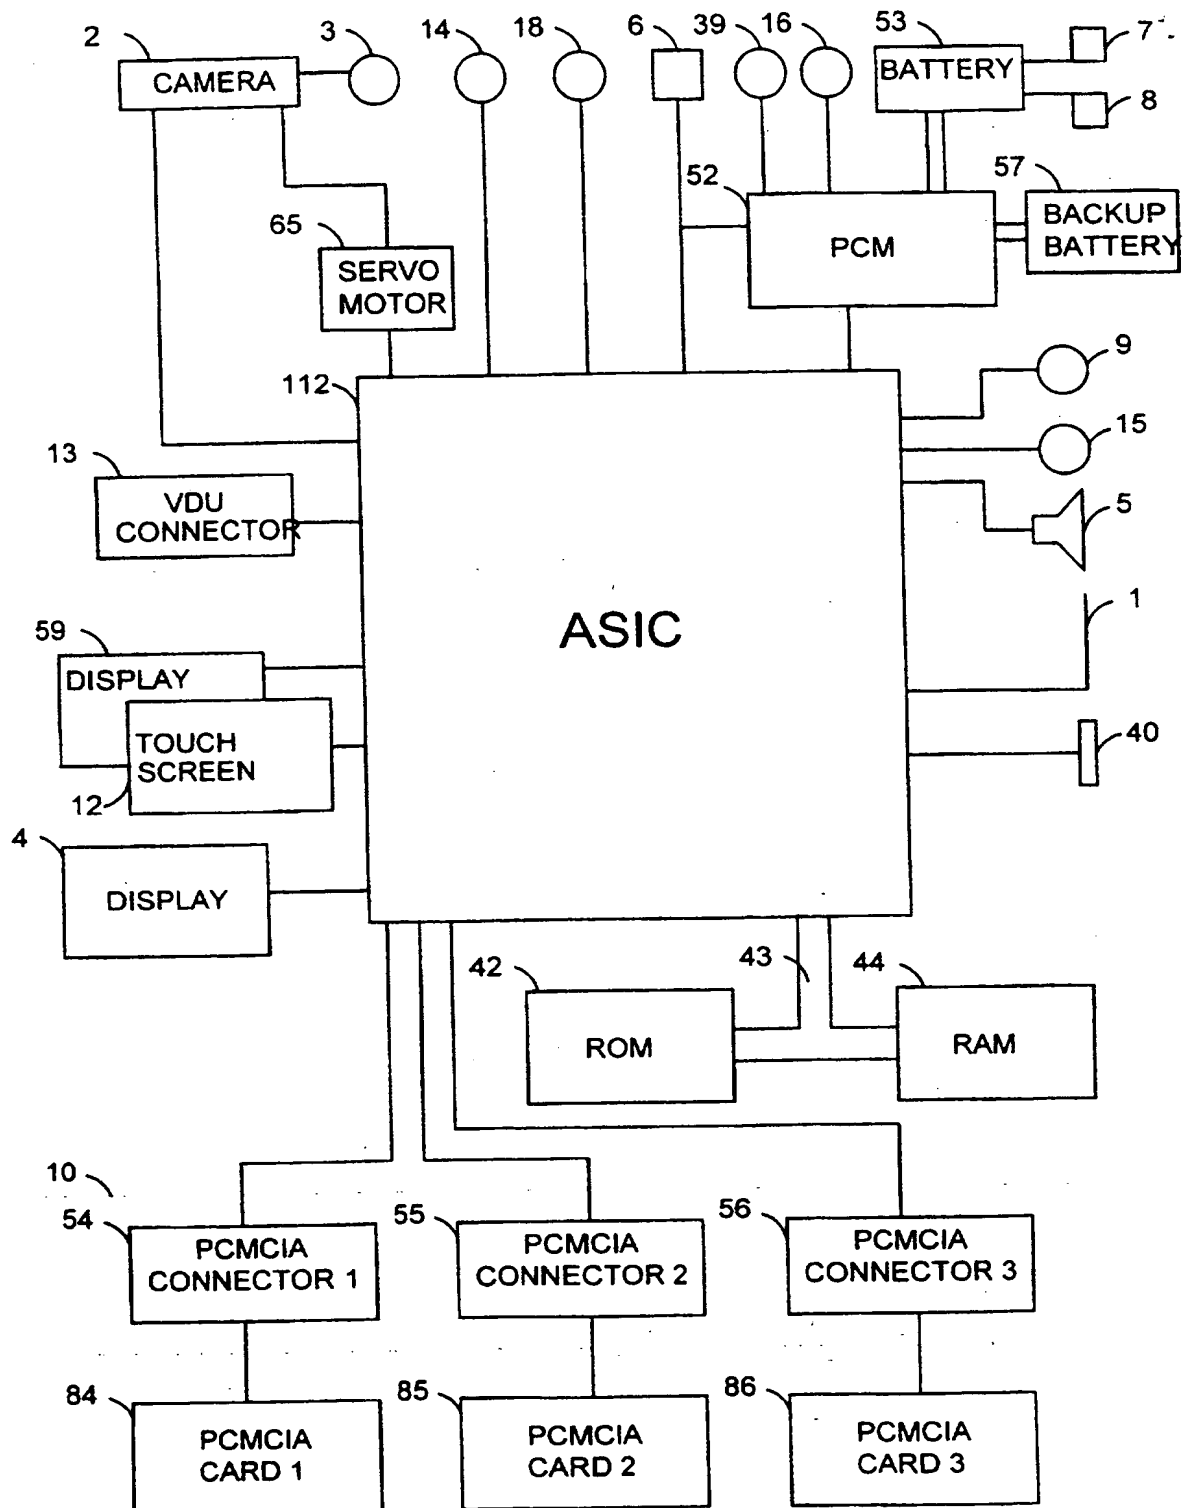 2
3
14
18
6
39
16
53
7
CAMERA
BATTERY
8
52
57
65
BACKUP
BATTERY
PCM
SERVO
MOTOR
112
9
13
15
VDU
CONNECTOR
5
ASIC
1
59
DISPLAY
TOUCH
SCREEN
12
40
4
DISPLAY
42
43
44
ROM
RAM
10
54
55
56
PCMCIA
CONNECTOR 1
PCMCIA
CONNECTOR 2
PCMCIA
CONNECTOR 3
84
85
86
PCMCIA
CARD 1
PCMCIA
CARD 2
PCMCIA
CARD 3